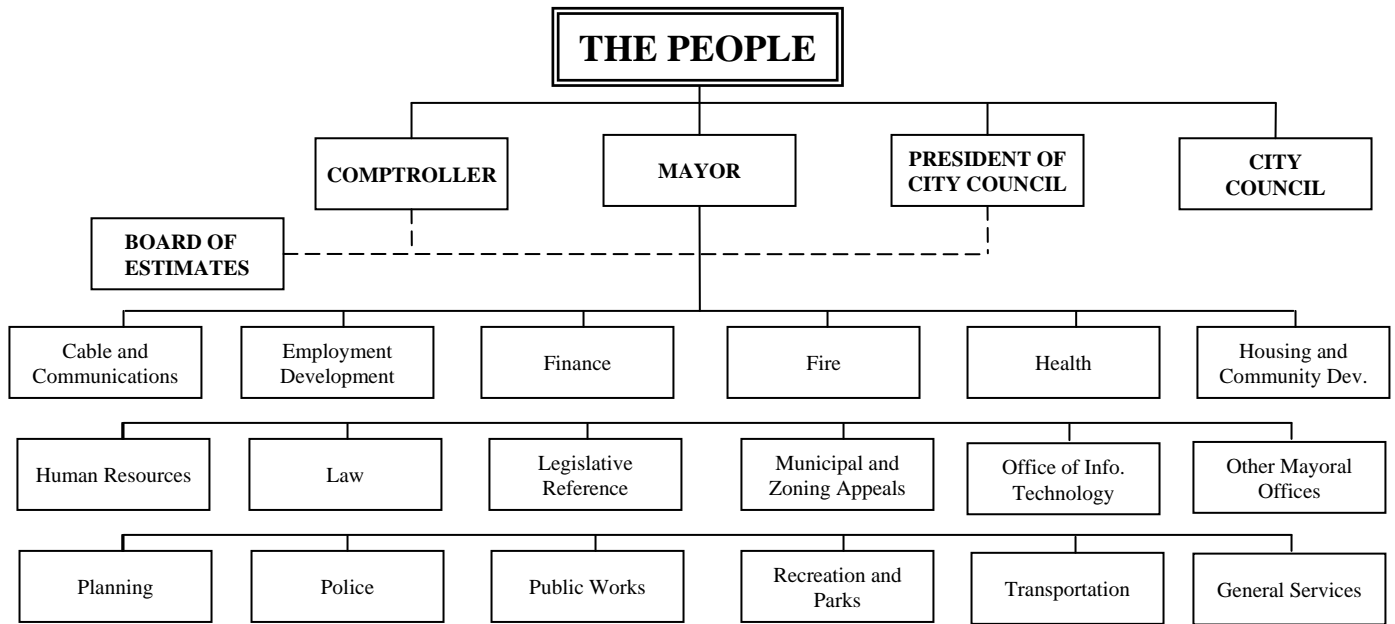 THE PEOPLE
COMPTROLLER
MAYOR
PRESIDENT OF
CITY COUNCIL
CITY
COUNCIL
BOARD OF
ESTIMATES
Cable and
Communications
Employment
Development
Finance
Fire
Health
Housing and
Community Dev.
Human Resources
Law
Legislative
Reference
Municipal and
Zoning Appeals
Office of Info.
Technology
Other Mayoral
Offices
Planning
Police
Public Works
Recreation and
Parks
Transportation
General Services